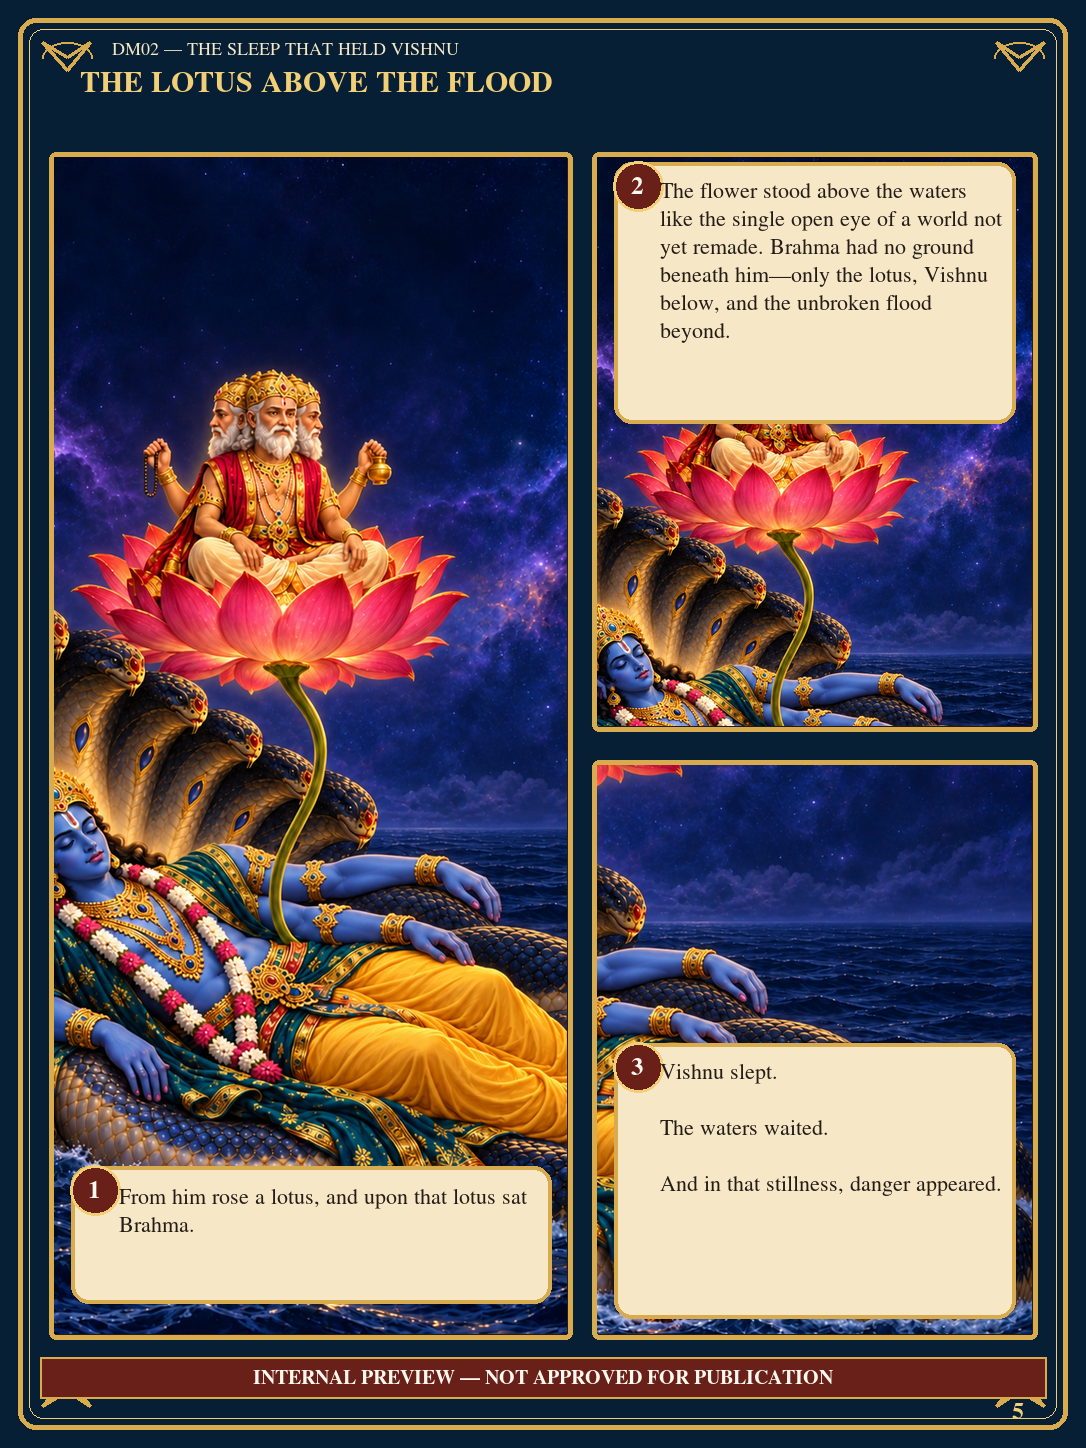 DM02 — THE SLEEP THAT HELD VISHNU
THE LOTUS ABOVE THE FLOOD
1
From him rose a lotus, and upon that lotus sat
Brahma.
2
The flower stood above the waters
like the single open eye of a world not
yet remade. Brahma had no ground
beneath him—only the lotus, Vishnu
below, and the unbroken flood
beyond.
3
Vishnu slept.
The waters waited.
And in that stillness, danger appeared.
INTERNAL PREVIEW — NOT APPROVED FOR PUBLICATION
5